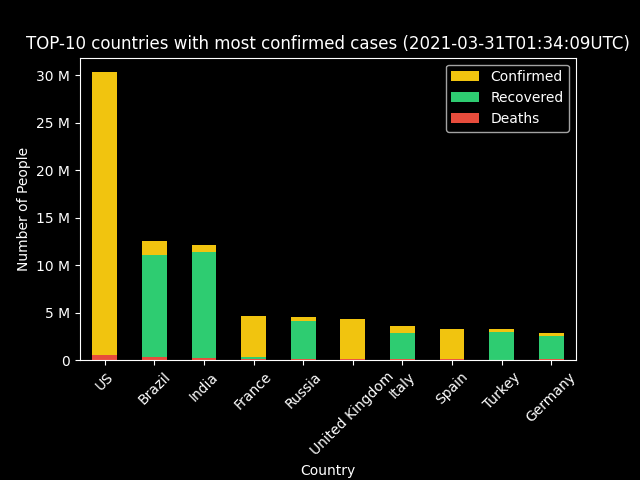 TOP-10 countries with most confirmed cases (2021-03-31T01:34:09UTC)
Confirmed
Recovered
Deaths
Number of People
30 M
25 M
20 M
15 M
10 M
5 M
0
US
Brazil
India
France
Russia
United Kingdom
Italy
Spain
Turkey
Germany
Country